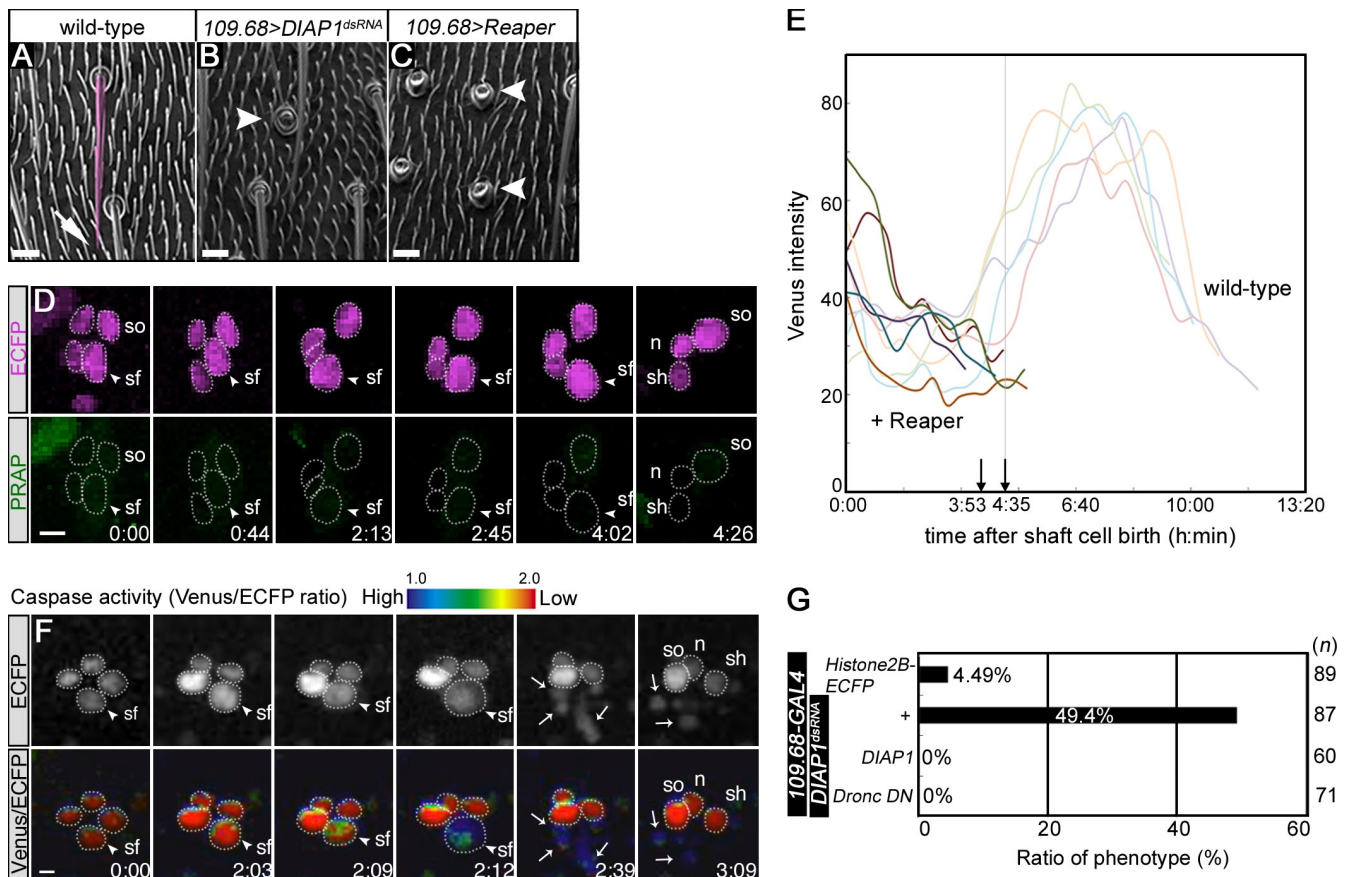 wild-type
109.68>DIAP1dsRNA
109.68>Reaper
A
B
C
D
ECFP
so
sf
sf
sf
sf
sf
so
n
sh
PRAP
so
sf
sf
sf
sf
sf
so
n
sh
0:00
0:44
2:13
2:45
4:02
4:26
E
Venus intensity
80
60
40
20
0
wild-type
+ Reaper
0:00
3:53
4:35
6:40
10:00
13:20
time after shaft cell birth (h:min)
Caspase activity (Venus/ECFP ratio)
High
1.0
2.0
Low
F
ECFP
sf
sf
sf
sf
so
n
sh
Venus/ECFP
sf
sf
sf
sf
so
n
sh
0:00
2:03
2:09
2:12
2:39
3:09
G
(n)
109.68-GAL4
DIAP1dsRNA
Histone2B-
ECFP
4.49%
89
+
49.4%
87
DIAP1
0%
60
Dronc DN
0%
71
0
20
40
60
Ratio of phenotype (%)